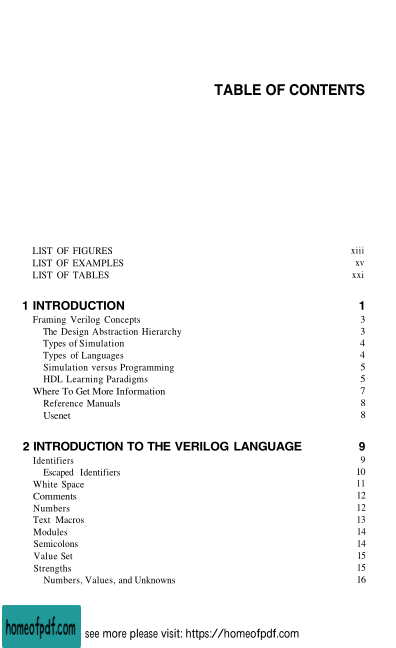 TABLE OF CONTENTS
LIST OF FIGURES xiii
LIST OF EXAMPLES xv
LIST OF TABLES xxi
1 INTRODUCTION 1
Framing Verilog Concepts 3
The Design Abstraction Hierarchy 3
Types of Simulation 4
Types of Languages 4
Simulation versus Programming 5
HDL Learning Paradigms 5
Where To Get More Information 7
Reference Manuals 8
Usenet 8
2 INTRODUCTION TO THE VERILOG LANGUAGE 9
Identifiers 9
Escaped Identifiers 10
White Space 11
Comments 12
Numbers 12
Text Macros 13
Modules 14
Semicolons 14
Value Set 15
Strengths 15
Numbers, Values, and Unknowns 16
homeofpdf.com see more please visit: https://homeofpdf.com